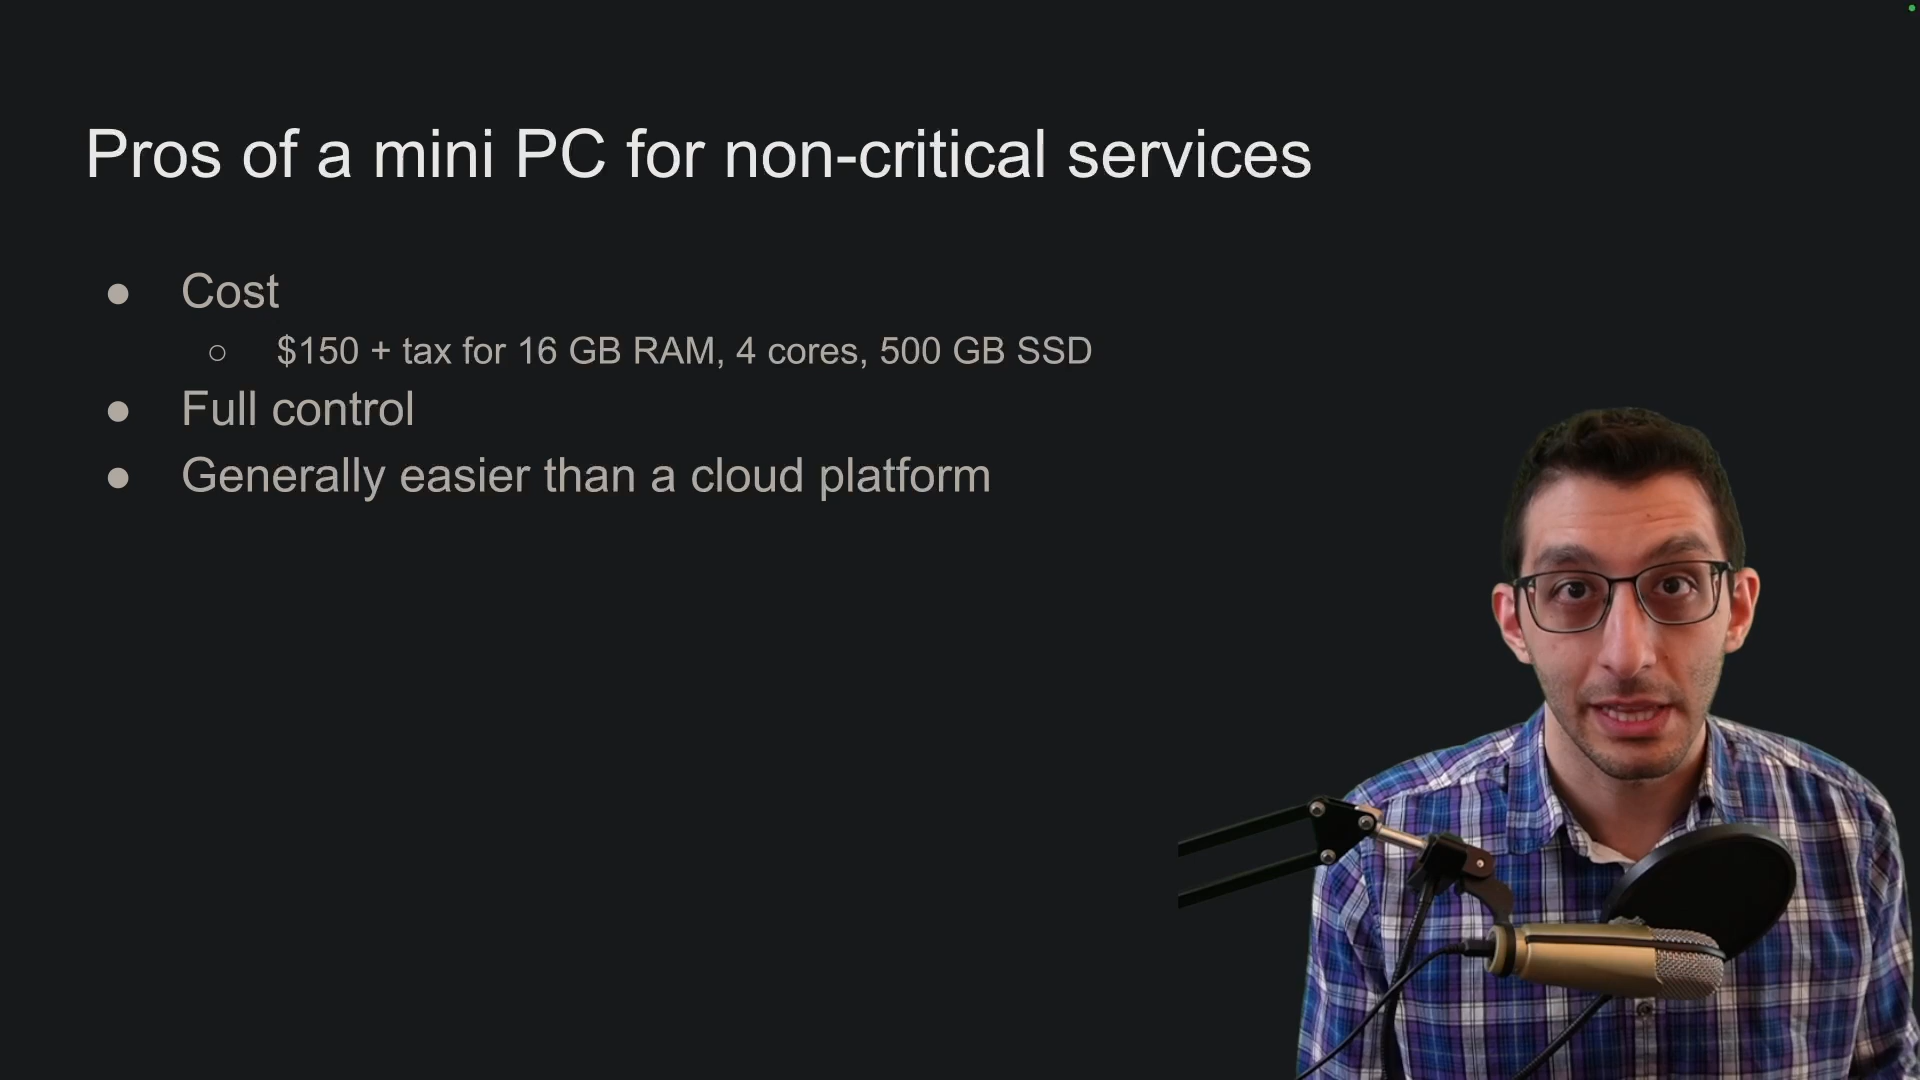 Pros of a mini PC for non-critical services
● Cost
○ $150 + tax for 16 GB RAM, 4 cores, 500 GB SSD
● Full control
● Generally easier than a cloud platform